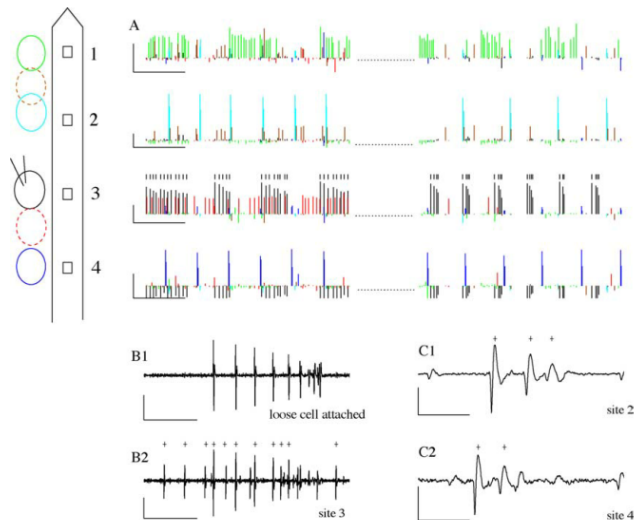 A
1
2
3
4
B1
loose cell attached
C1
+ + +
site 2
B2
+ + + + + + + + + + + +
site 3
C2
+ +
site 4